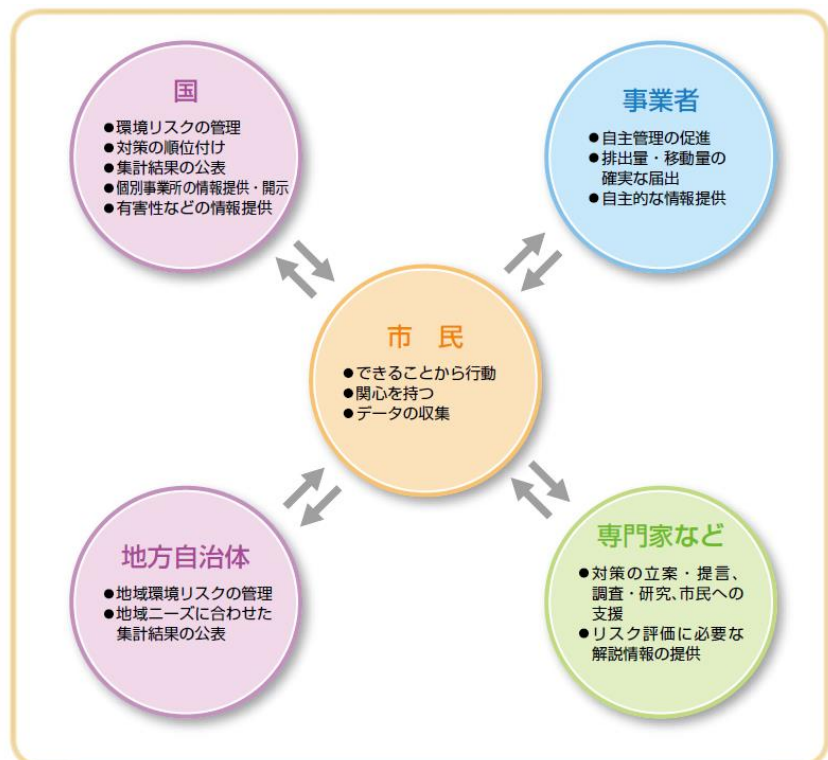 国
●環境リスクの管理
●対策の順位付け
●集計結果の公表
●個別事業所の情報提供・開示
●有害性などの情報提供
事業者
●自主管理の促進
●排出量・移動量の
確実な届出
●自主的な情報提供
市　民
●できることから行動
●関心を持つ
●データの収集
地方自治体
●地域環境リスクの管理
●地域ニーズに合わせた
集計結果の公表
専門家など
●対策の立案・提言、
調査・研究、市民への
支援
●リスク評価に必要な
解説情報の提供